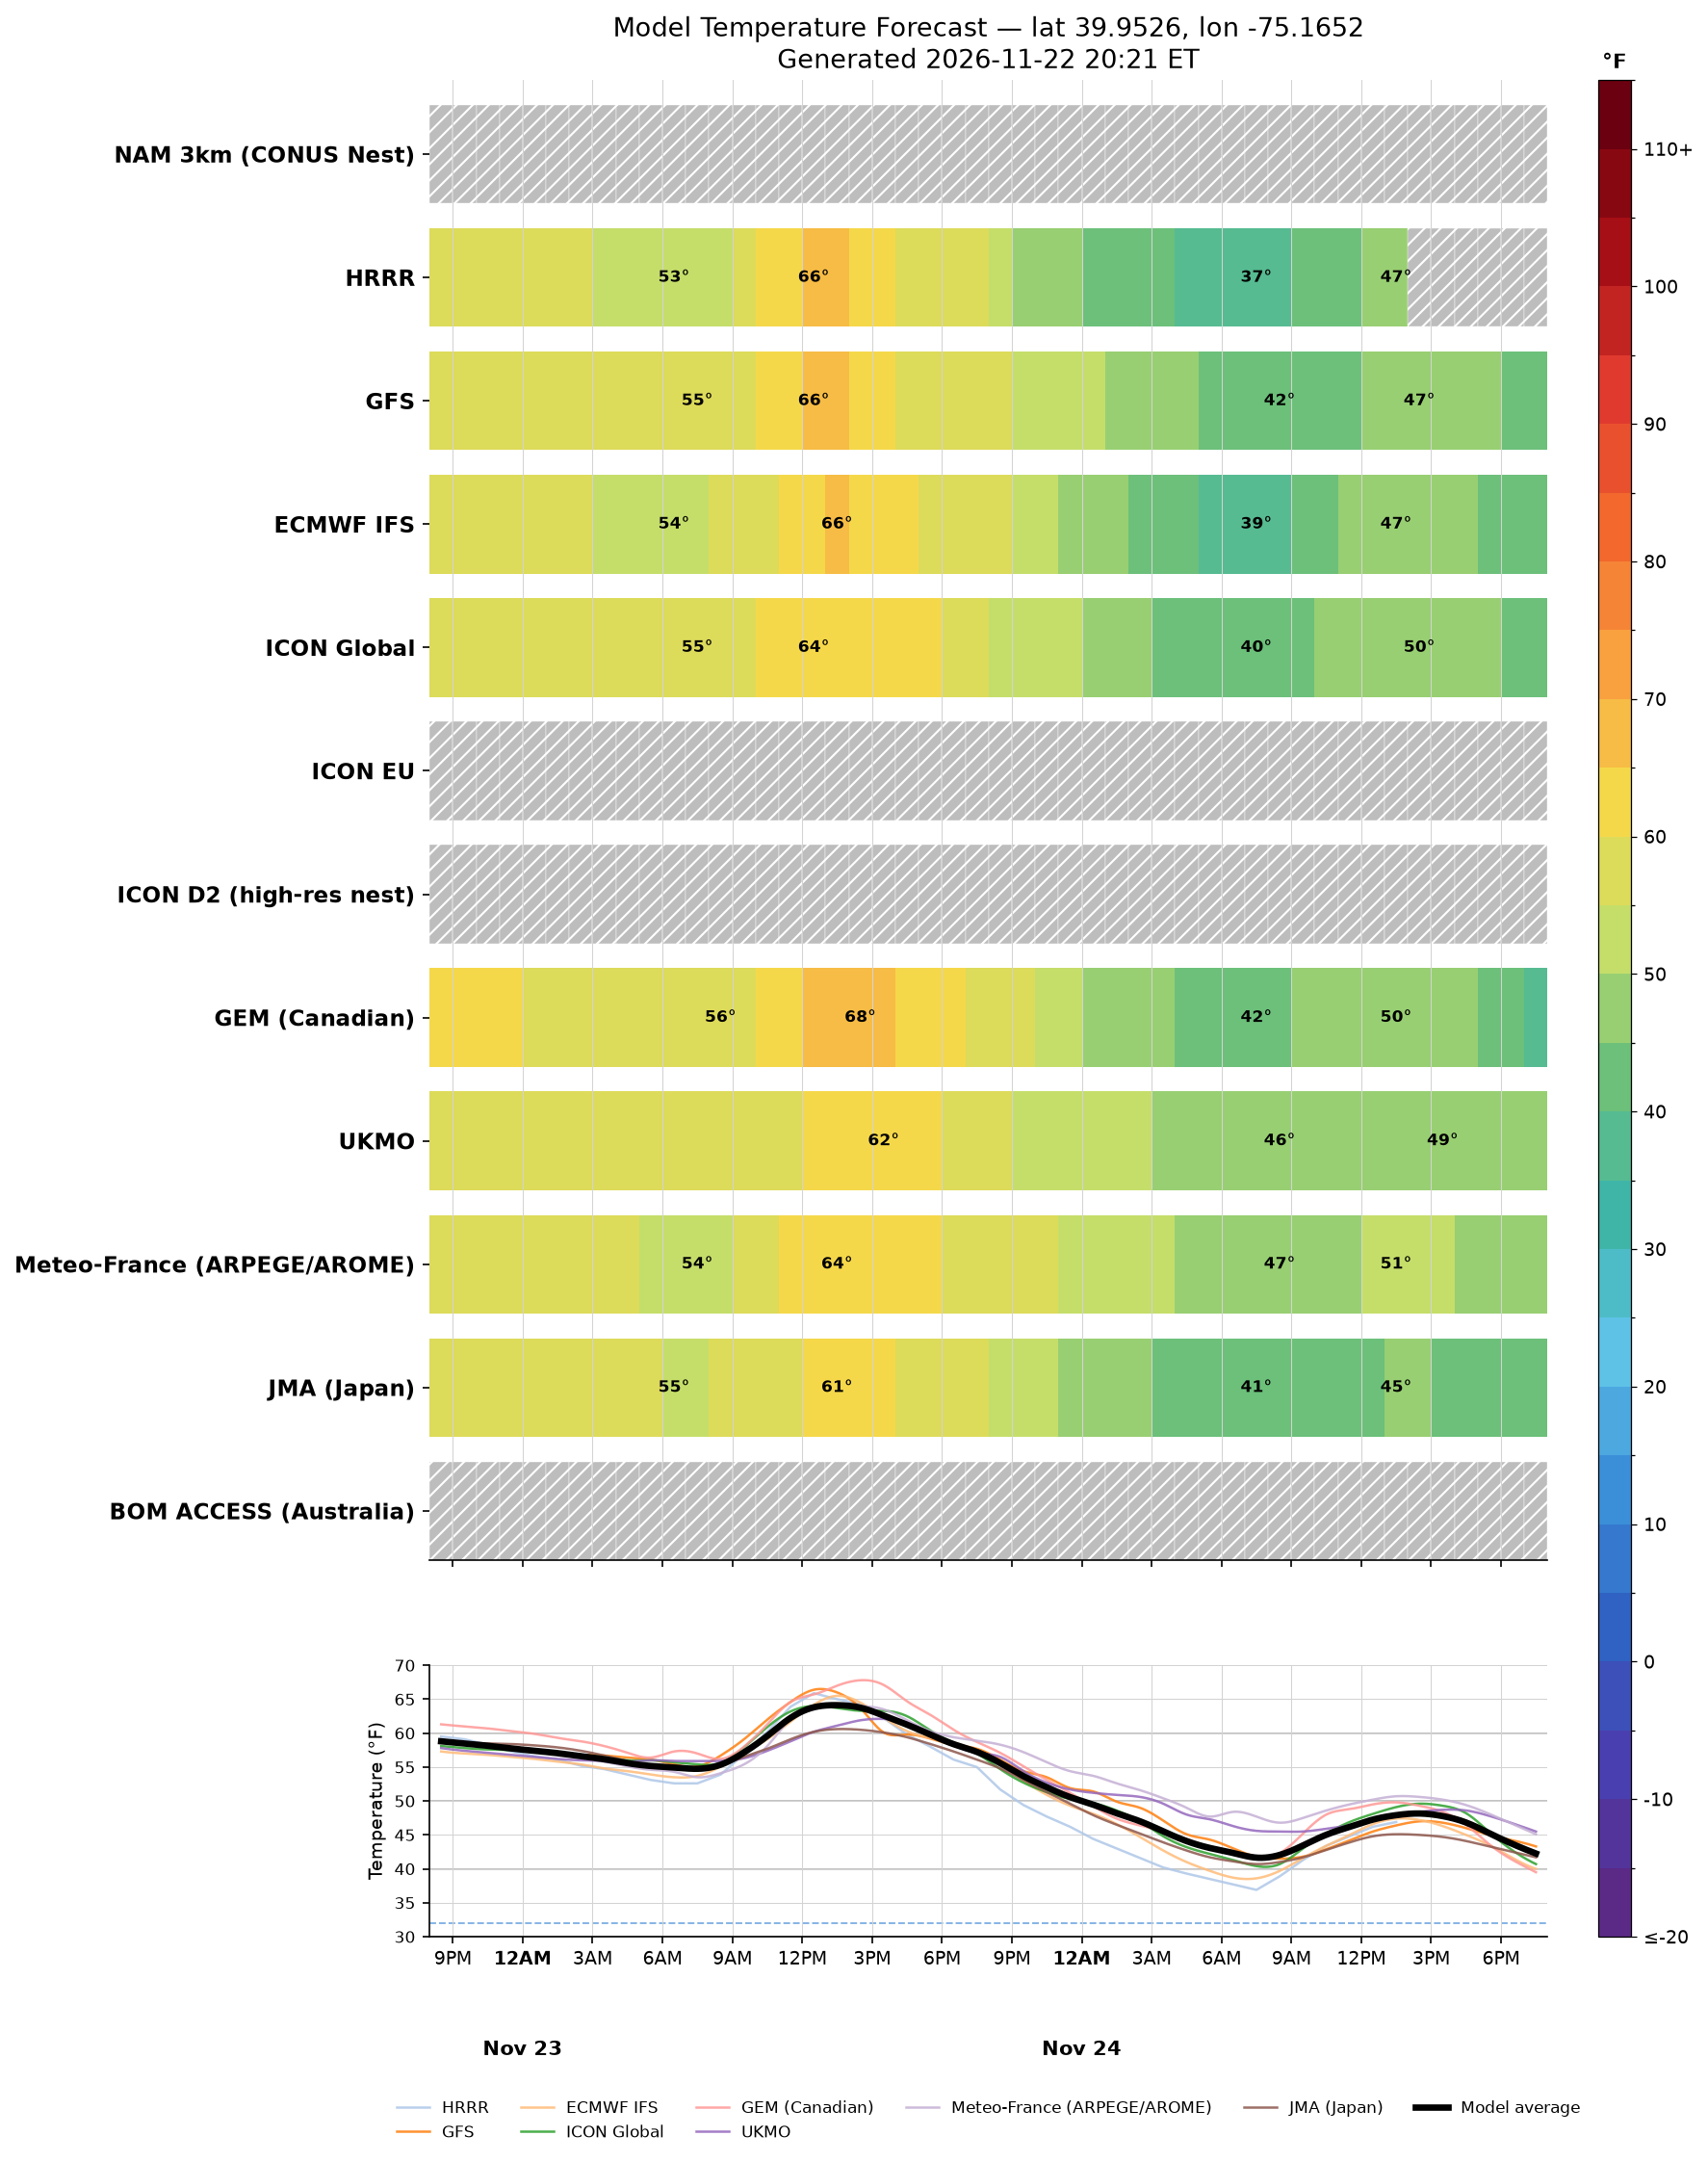 Model Temperature Forecast — lat 39.9526, lon -75.1652
Generated 2026-11-22 20:21 ET
°F
NAM 3km (CONUS Nest)
HRRR 53° 66° 37° 47°
GFS 55° 66° 42° 47°
ECMWF IFS 54° 66° 39° 47°
ICON Global 55° 64° 40° 50°
ICON EU
ICON D2 (high-res nest)
GEM (Canadian) 56° 68° 42° 50°
UKMO 62° 46° 49°
Meteo-France (ARPEGE/AROME) 54° 64° 47° 51°
JMA (Japan) 55° 61° 41° 45°
BOM ACCESS (Australia)
110+
100
90
80
70
60
50
40
30
20
10
0
-10
≤-20
Temperature (°F)
70
65
60
55
50
45
40
35
30
9PM 12AM 3AM 6AM 9AM 12PM 3PM 6PM 9PM 12AM 3AM 6AM 9AM 12PM 3PM 6PM
Nov 23 Nov 24
HRRR ECMWF IFS GEM (Canadian) Meteo-France (ARPEGE/AROME) JMA (Japan) Model average
GFS ICON Global UKMO